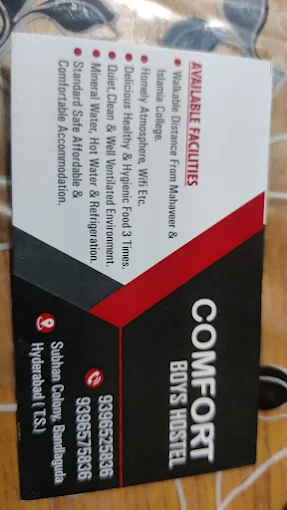 COMFORT
BOYS HOSTEL
9396525836
9396575836
Subhan Colony, Bandlaguda
Hyderabad ( T.S.)
AVAILABLE FACILITIES
Walkable Distance From Mahaveer &
Islamia College.
Homely Atmosphere, Wifi Etc.
Delicious Healthy & Hygienic Food 3 Times.
Quiet,Clean & Well Ventilated Environment.
Mineral Water, Hot Water & Refrigeration.
Standard Safe Affordable &
Comfortable Accommodation.